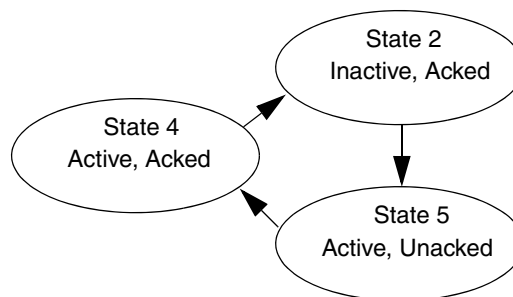 State 2
Inactive, Acked
State 4
Active, Acked
State 5
Active, Unacked